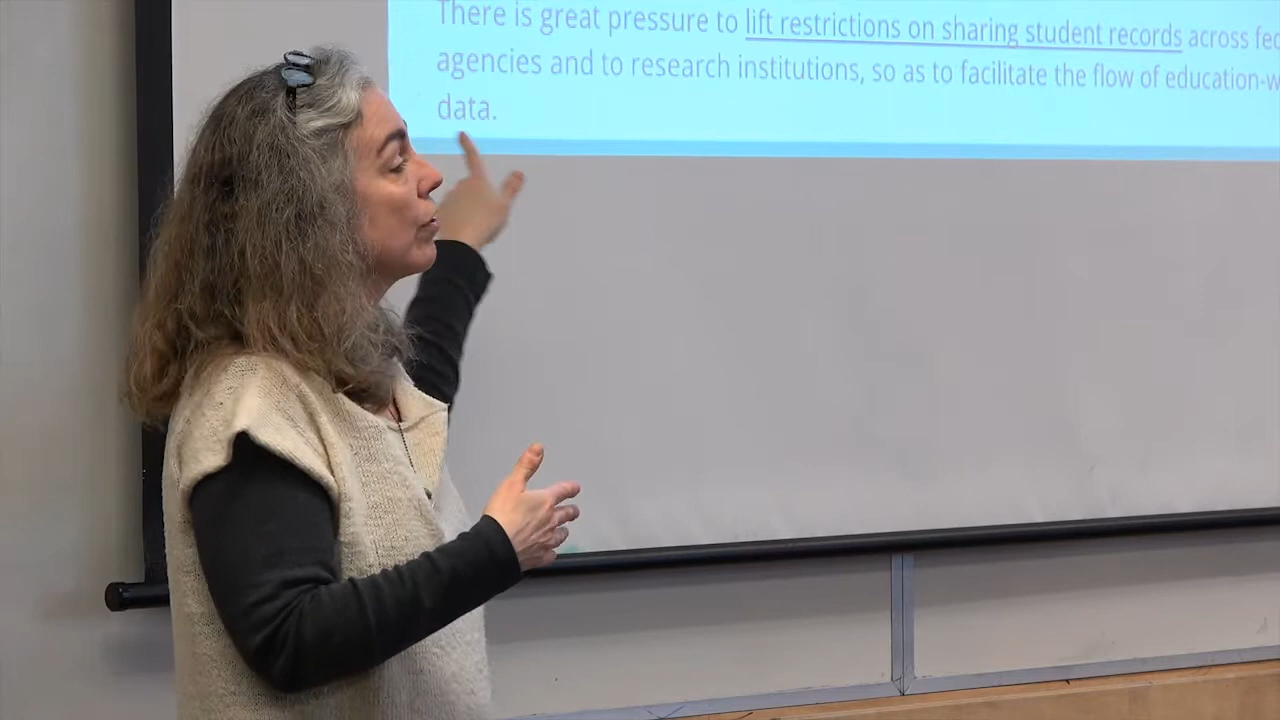 There is great pressure to lift restrictions on sharing student records across
agencies and to research institutions, so as to facilitate the flow of
data.